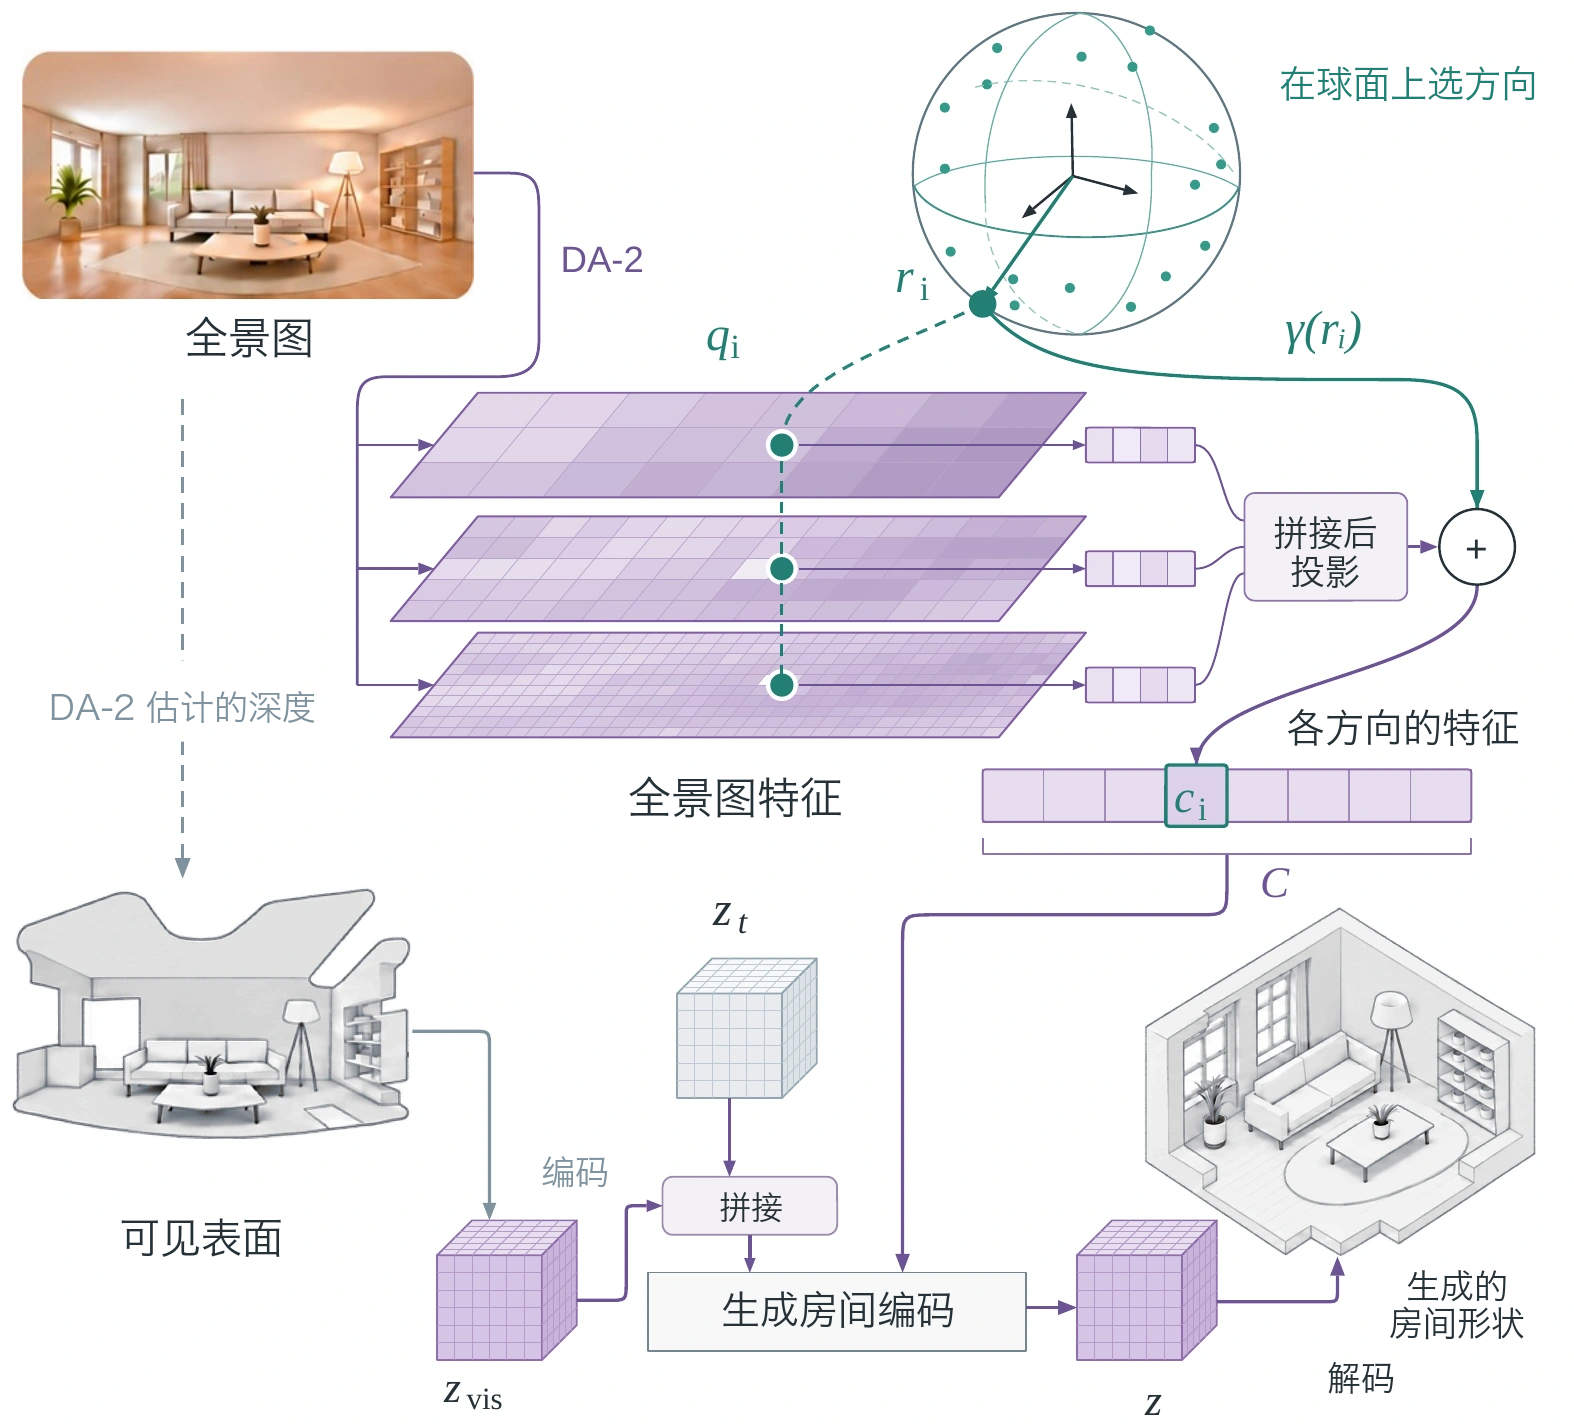 在球面上选方向
DA-2
全景图
r i
qi
γ(ri)
拼接后
投影
+
DA-2 估计的深度
各方向的特征
全景图特征
c i
C
z t
编码
拼接
可见表面
生成房间编码
生成的
房间形状
解码
z vis
z